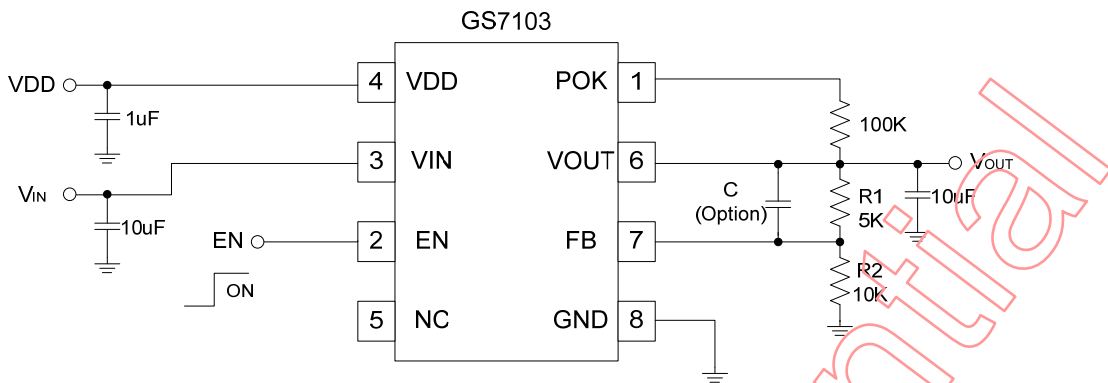 GS7103
VDD
4
VDD
POK
1
1uF
100K
3
VIN
VOUT
6
VOUT
VIN
10uF
C
(Option)
R1
5K
10uF
EN
2
EN
FB
7
R2
10K
ON
5
NC
GND
8
ntial